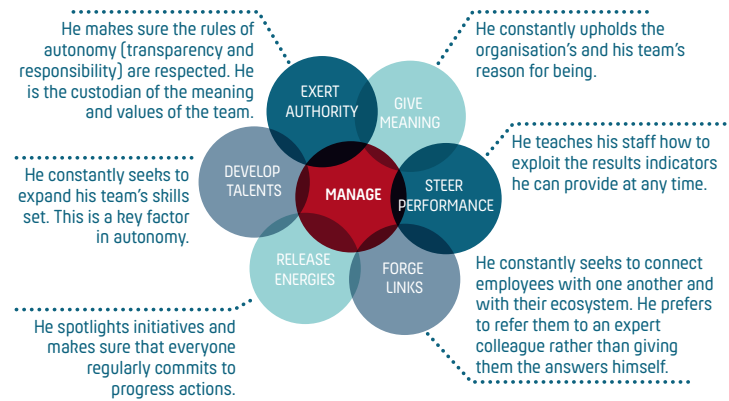 He makes sure the rules of
autonomy (transparency and
responsibility) are respected. He
is the custodian of the meaning
and values of the team.
He constantly upholds the
organisation's and his team's
reason for being.
EXERT
AUTHORITY
GIVE
MEANING
He constantly seeks to
expand his team's skills
set. This is a key factor
in autonomy.
DEVELOP
TALENTS
MANAGE
STEER
PERFORMANCE
He teaches his staff how to
exploit the results indicators
he can provide at any time.
RELEASE
ENERGIES
FORGE
LINKS
He spotlights initiatives and
makes sure that everyone
regularly commits to
progress actions.
He constantly seeks to connect
employees with one another and
with their ecosystem. He prefers
to refer them to an expert
colleague rather than giving
them the answers himself.